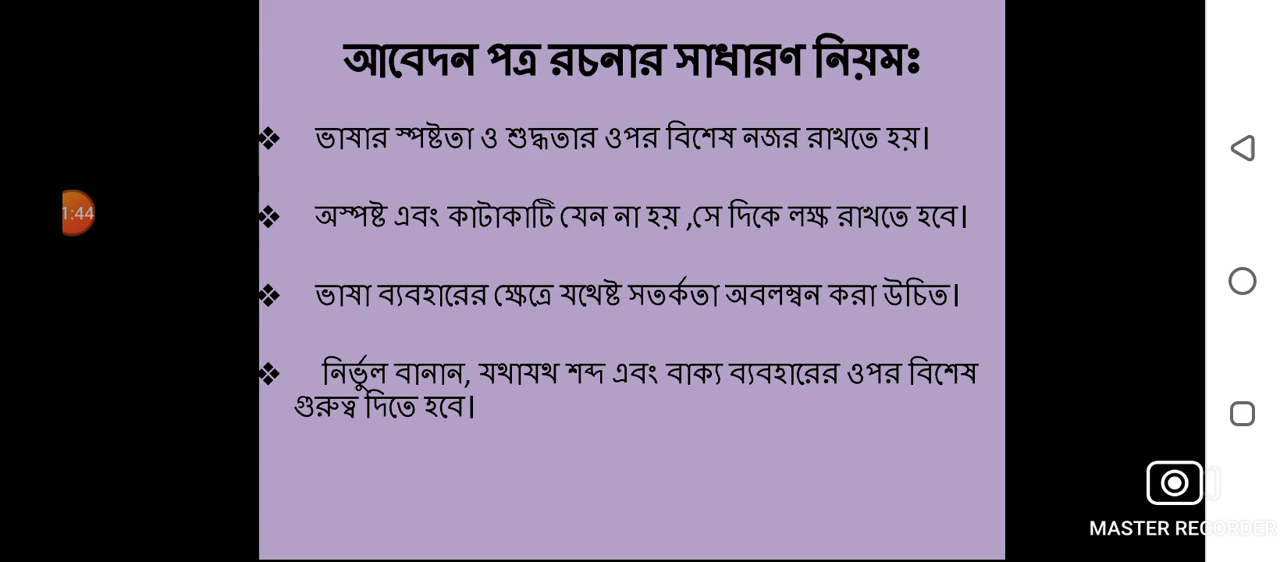 আবেদন পত্র রচনার সাধারণ নিয়মঃ
❖ ভাষার স্পষ্টতা ও শুদ্ধতার ওপর বিশেষ নজর রাখতে হয়।
❖ অস্পষ্ট এবং কাটাকাটি যেন না হয় ,সে দিকে লক্ষ রাখতে হবে।
1:44
❖ ভাষা ব্যবহারের ক্ষেত্রে যথেষ্ট সতর্কতা অবলম্বন করা উচিত।
❖ নির্ভুল বানান, যথাযথ শব্দ এবং বাক্য ব্যবহারের ওপর বিশেষ
গুরুত্ব দিতে হবে।
MASTER RECORDER